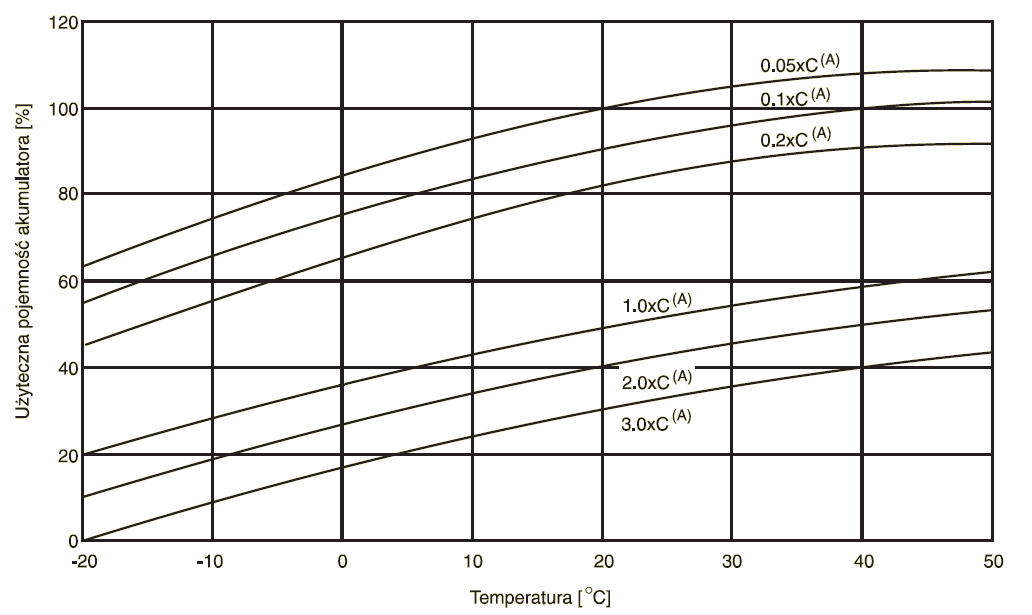 Użyteczna pojemność akumulatora [%]
120
100
80
60
40
20
0
0.05xC (A)
0.1xC (A)
0.2xC (A)
1.0xC (A)
2.0xC (A)
3.0xC (A)
-20 -10 0 10 20 30 40 50
Temperatura [°C]